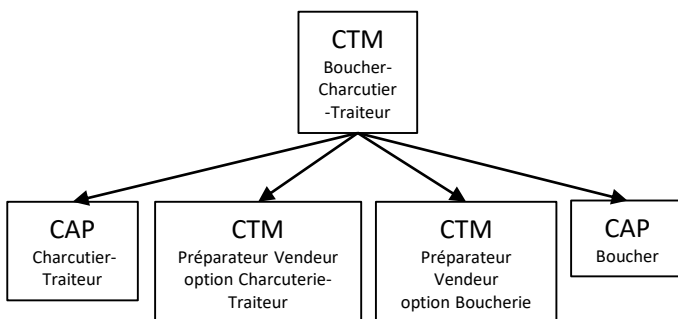 CTM
Boucher-
Charcutier
-Traiteur
CAP
Charcutier-
Traiteur
CTM
Préparateur Vendeur
option Charcuterie-
Traiteur
CTM
Préparateur
Vendeur
option Boucherie
CAP
Boucher